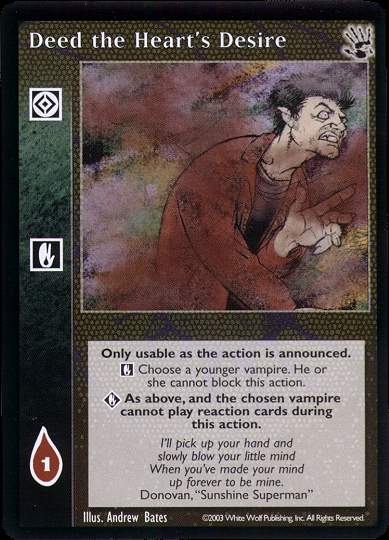 Deed the Heart's Desire
Only usable as the action is announced.
Choose a younger vampire. He or
she cannot block this action.
As above, and the chosen vampire
cannot play reaction cards during
this action.
I'll pick up your hand and
slowly blow your little mind
When you've made your mind
up forever to be mine.
Donovan, "Sunshine Superman"
1
Illus. Andrew Bates
©2003 White Wolf Publishing, Inc. All Rights Reserved.